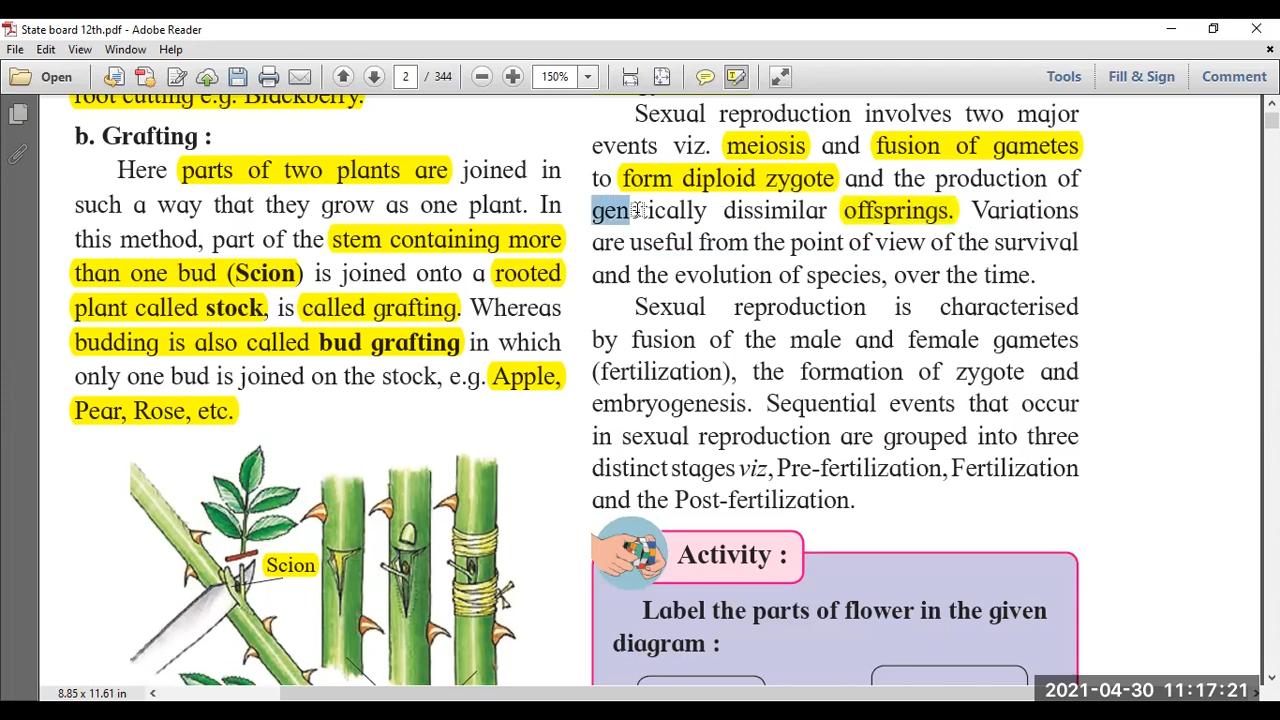 State board 12th.pdf - Adobe Reader
File Edit View Window Help
Open 2 / 344 150% Tools Fill & Sign Comment
root cutting e.g. Blackberry.
b. Grafting :
Here parts of two plants are joined in
such a way that they grow as one plant. In
this method, part of the stem containing more
than one bud (Scion) is joined onto a rooted
plant called stock, is called grafting. Whereas
budding is also called bud grafting in which
only one bud is joined on the stock, e.g. Apple,
Pear, Rose, etc.
Scion
Sexual reproduction involves two major
events viz. meiosis and fusion of gametes
to form diploid zygote and the production of
genetically dissimilar offsprings. Variations
are useful from the point of view of the survival
and the evolution of species, over the time.
Sexual reproduction is characterised
by fusion of the male and female gametes
(fertilization), the formation of zygote and
embryogenesis. Sequential events that occur
in sexual reproduction are grouped into three
distinct stages viz, Pre-fertilization, Fertilization
and the Post-fertilization.
Activity :
Label the parts of flower in the given
diagram :
8.85 x 11.61 in
2021-04-30 11:17:21